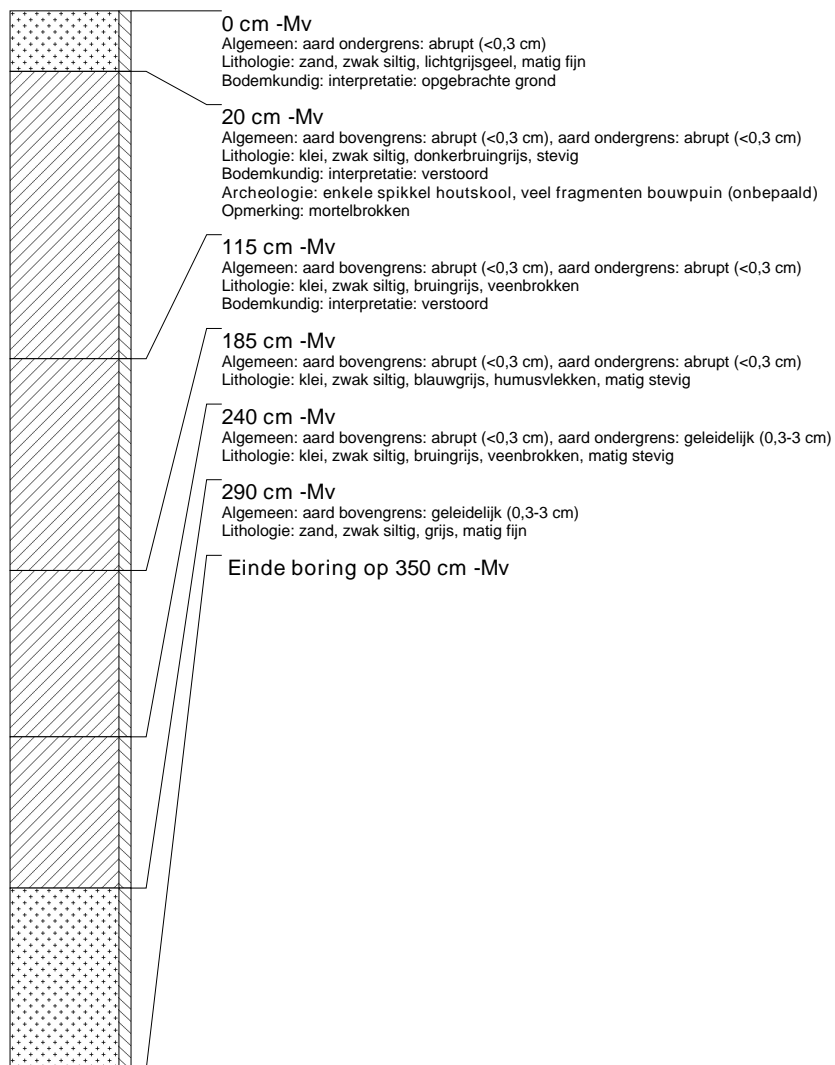 0 cm -Mv
Algemeen: aard ondergrens: abrupt (<0,3 cm)
Lithologie: zand, zwak siltig, lichtgrijsgeel, matig fijn
Bodemkundig: interpretatie: opgebrachte grond
20 cm -Mv
Algemeen: aard bovengrens: abrupt (<0,3 cm), aard ondergrens: abrupt (<0,3 cm)
Lithologie: klei, zwak siltig, donkerbruingrijs, stevig
Bodemkundig: interpretatie: verstoord
Archeologie: enkele spikkel houtskool, veel fragmenten bouwpuin (onbepaald)
Opmerking: mortelbrokken
115 cm -Mv
Algemeen: aard bovengrens: abrupt (<0,3 cm), aard ondergrens: abrupt (<0,3 cm)
Lithologie: klei, zwak siltig, bruingrijs, veenbrokken
Bodemkundig: interpretatie: verstoord
185 cm -Mv
Algemeen: aard bovengrens: abrupt (<0,3 cm), aard ondergrens: abrupt (<0,3 cm)
Lithologie: klei, zwak siltig, blauwgrijs, humusvlekken, matig stevig
240 cm -Mv
Algemeen: aard bovengrens: abrupt (<0,3 cm), aard ondergrens: geleidelijk (0,3-3 cm)
Lithologie: klei, zwak siltig, bruingrijs, veenbrokken, matig stevig
290 cm -Mv
Algemeen: aard bovengrens: geleidelijk (0,3-3 cm)
Lithologie: zand, zwak siltig, grijs, matig fijn
Einde boring op 350 cm -Mv